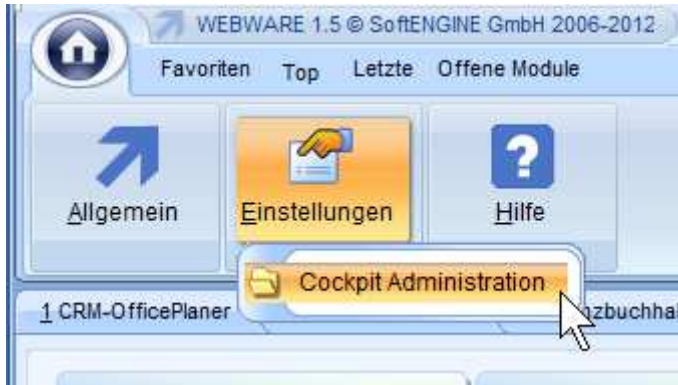 WEBWARE 1.5 © SoftENGINE GmbH 2006-2012
Favoriten Top Letzte Offene Module
Allgemein Einstellungen Hilfe
Cockpit Administration
1 CRM-OfficePlaner